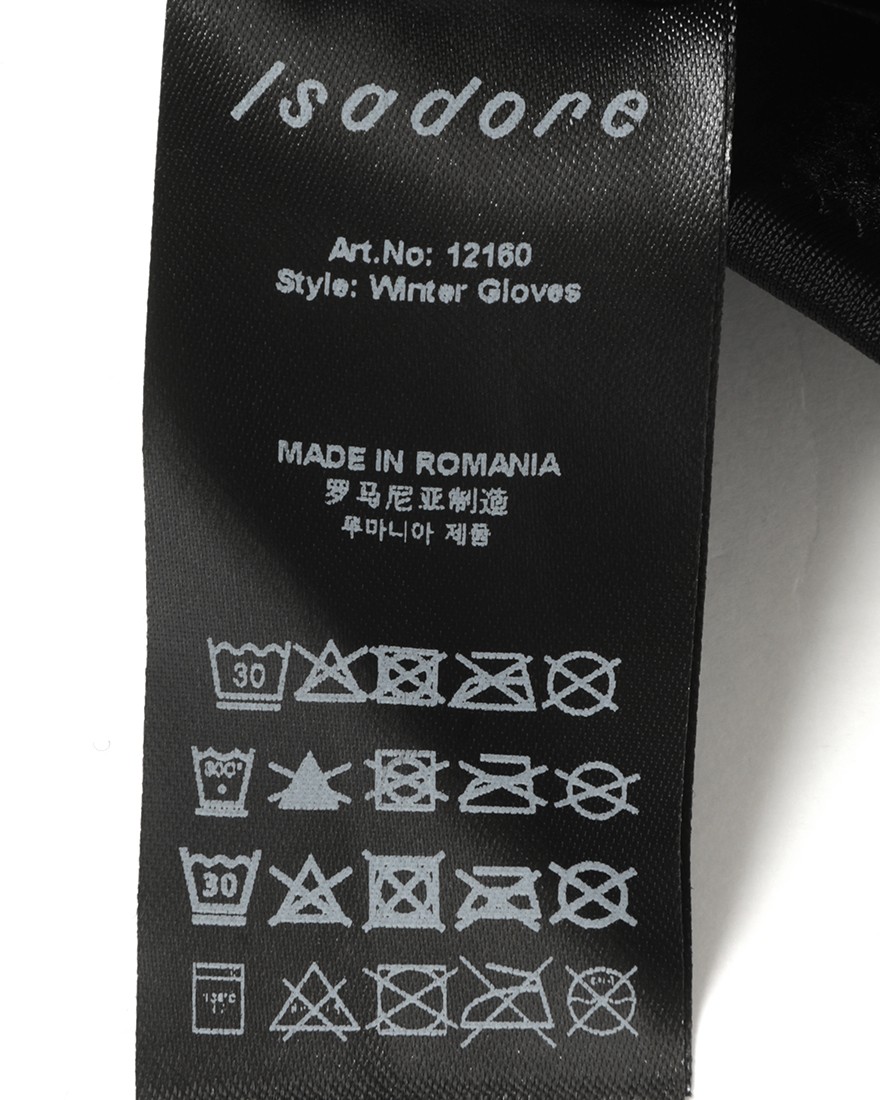 Isadore
Art.No: 12160
Style: Winter Gloves
MADE IN ROMANIA
罗马尼亚制造
루마니아 제품
30
30